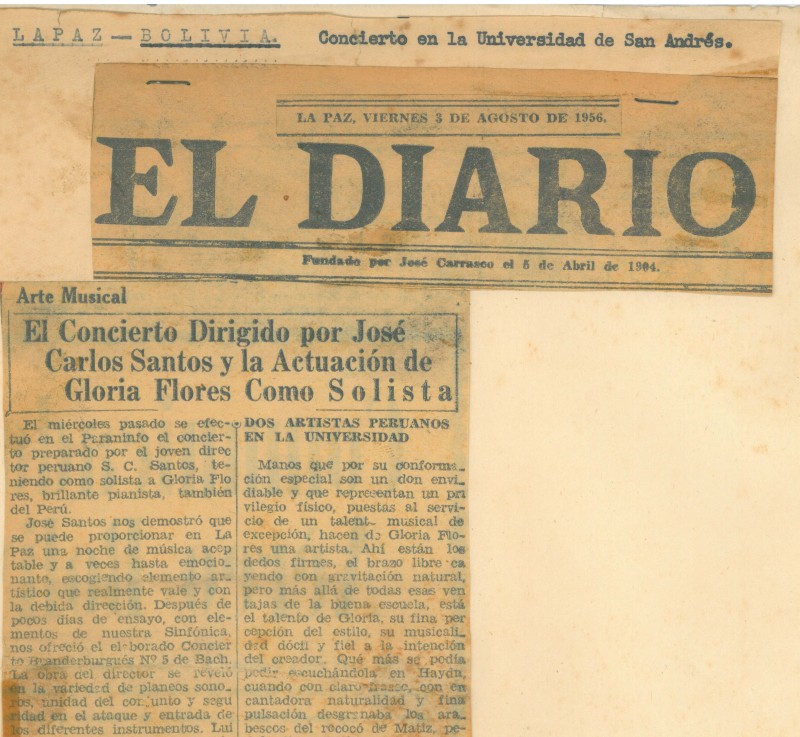 LAPAZ — BOLIVIA. Concierto en la Universidad de San Andrés.
LA PAZ, VIERNES 3 DE AGOSTO DE 1956.
EL DIARIO
Fundado por José Carrasco el 5 de Abril de 1904.
Arte Musical
El Concierto Dirigido por José
Carlos Santos y la Actuación de
Gloria Flores Como Solista
El miércoles pasado se efec-
tuó en el Paraninfo el concier-
to preparado por el joven direc
tor peruano S. C. Santos, te-
niendo como solista a Gloria Flo
res, brillante pianista, también
del Perú.
José Santos nos demostró que
se puede proporcionar en La
Paz una noche de música acep
table y a veces hasta emocio_
nante, escogiendo elemento ar_
tístico que realmente vale y con
la debida dirección. Después de
pocos días de ensayo, con ele-
mentos de nuestra Sinfónica,
nos ofreció el elaborado Concier
to Branderburgués Nº 5 de Bach.
La obra del director se reveló
en la variedad de planeos sono_
ros, unidad del conjunto y segu
ridad en el ataque y entrada de
los diferentes instrumentos. Lui
DOS ARTISTAS PERUANOS
EN LA UNIVERSIDAD
Manos que por su conforma_
ción especial son un don envi_
diable y que representan un pri
vilegio físico, puestas al servi-
cio de un talent_ musical de
excepción, hacen de Gloria Flo-
res una artista. Ahí están los
dedos firmes, el brazo libre ca
yendo con gravitación natural,
pero más allá de todas esas ven
tajas de la buena escuela, está
el talento de Gloria, su fina per
cepción del estilo, su musicali_
dad dócil y fiel a la intención
del creador. Qué más se podía
pedir escuchándola en Haydn,
cuando con claro frasec, con en
cantadora naturalidad y fina
pulsación desgranaba los ara_
bescos del rococó de Matiz, pe-